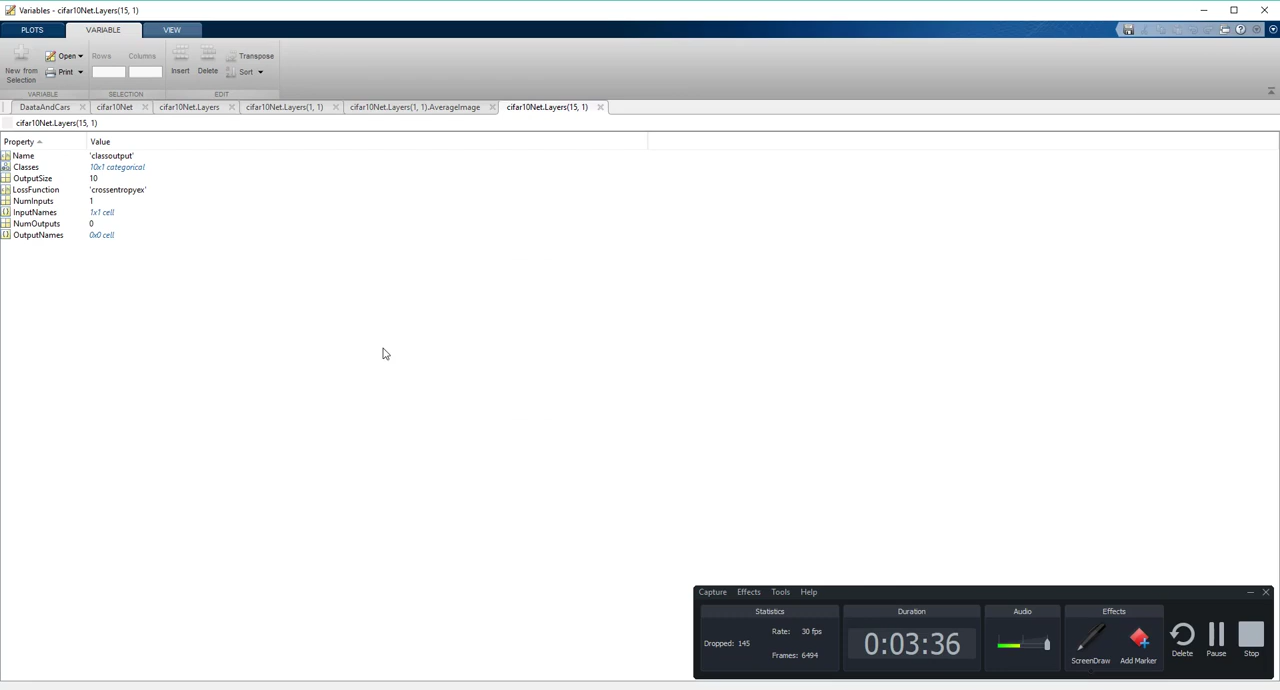 Variables - cifar10Net.Layers(15, 1)
PLOTS VARIABLE VIEW
New from Selection Open Print Rows Columns Insert Delete Transpose Sort
VARIABLE SELECTION EDIT
DaataAndCars cifar10Net cifar10Net.Layers cifar10Net.Layers(1, 1) cifar10Net.Layers(1, 1).AverageImage cifar10Net.Layers(15, 1)
cifar10Net.Layers(15, 1)
Property Value
Name 'classoutput'
Classes 10x1 categorical
OutputSize 10
LossFunction 'crossentropyex'
NumInputs 1
InputNames 1x1 cell
NumOutputs 0
OutputNames 0x0 cell
Capture Effects Tools Help
Statistics Duration Audio Effects
Dropped: 145 Rate: 30 fps
Frames: 6494
0:03:36
ScreenDraw Add Marker Delete Pause Stop